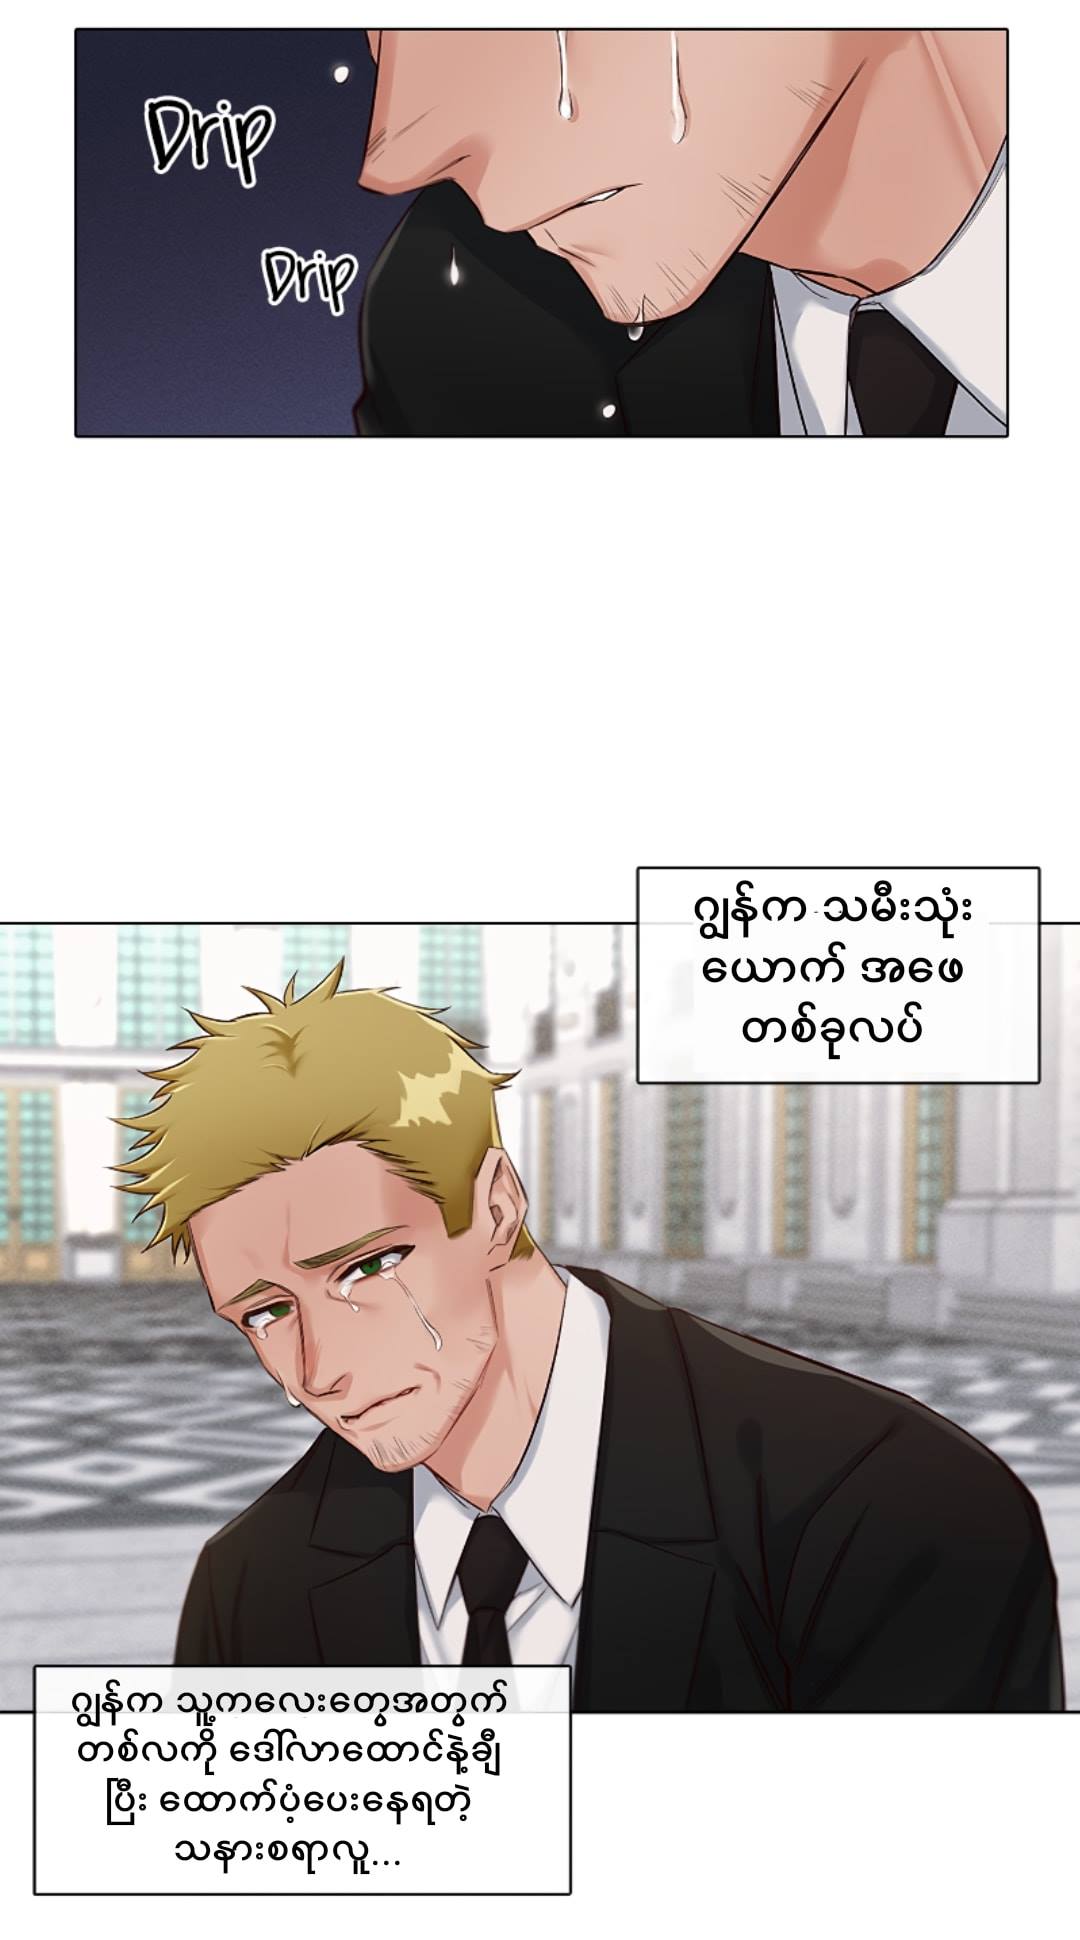 Drip
Drip
ဂျွန်က သမီးသုံး
ယောက် အဖေ
တစ်ခုလပ်
ဂျွန်က သူ့ကလေးတွေအတွက်
တစ်လကို ဒေါ်လာထောင်နဲ့ချီ
ပြီး ထောက်ပံ့ပေးနေရတဲ့
သနားစရာလူ...